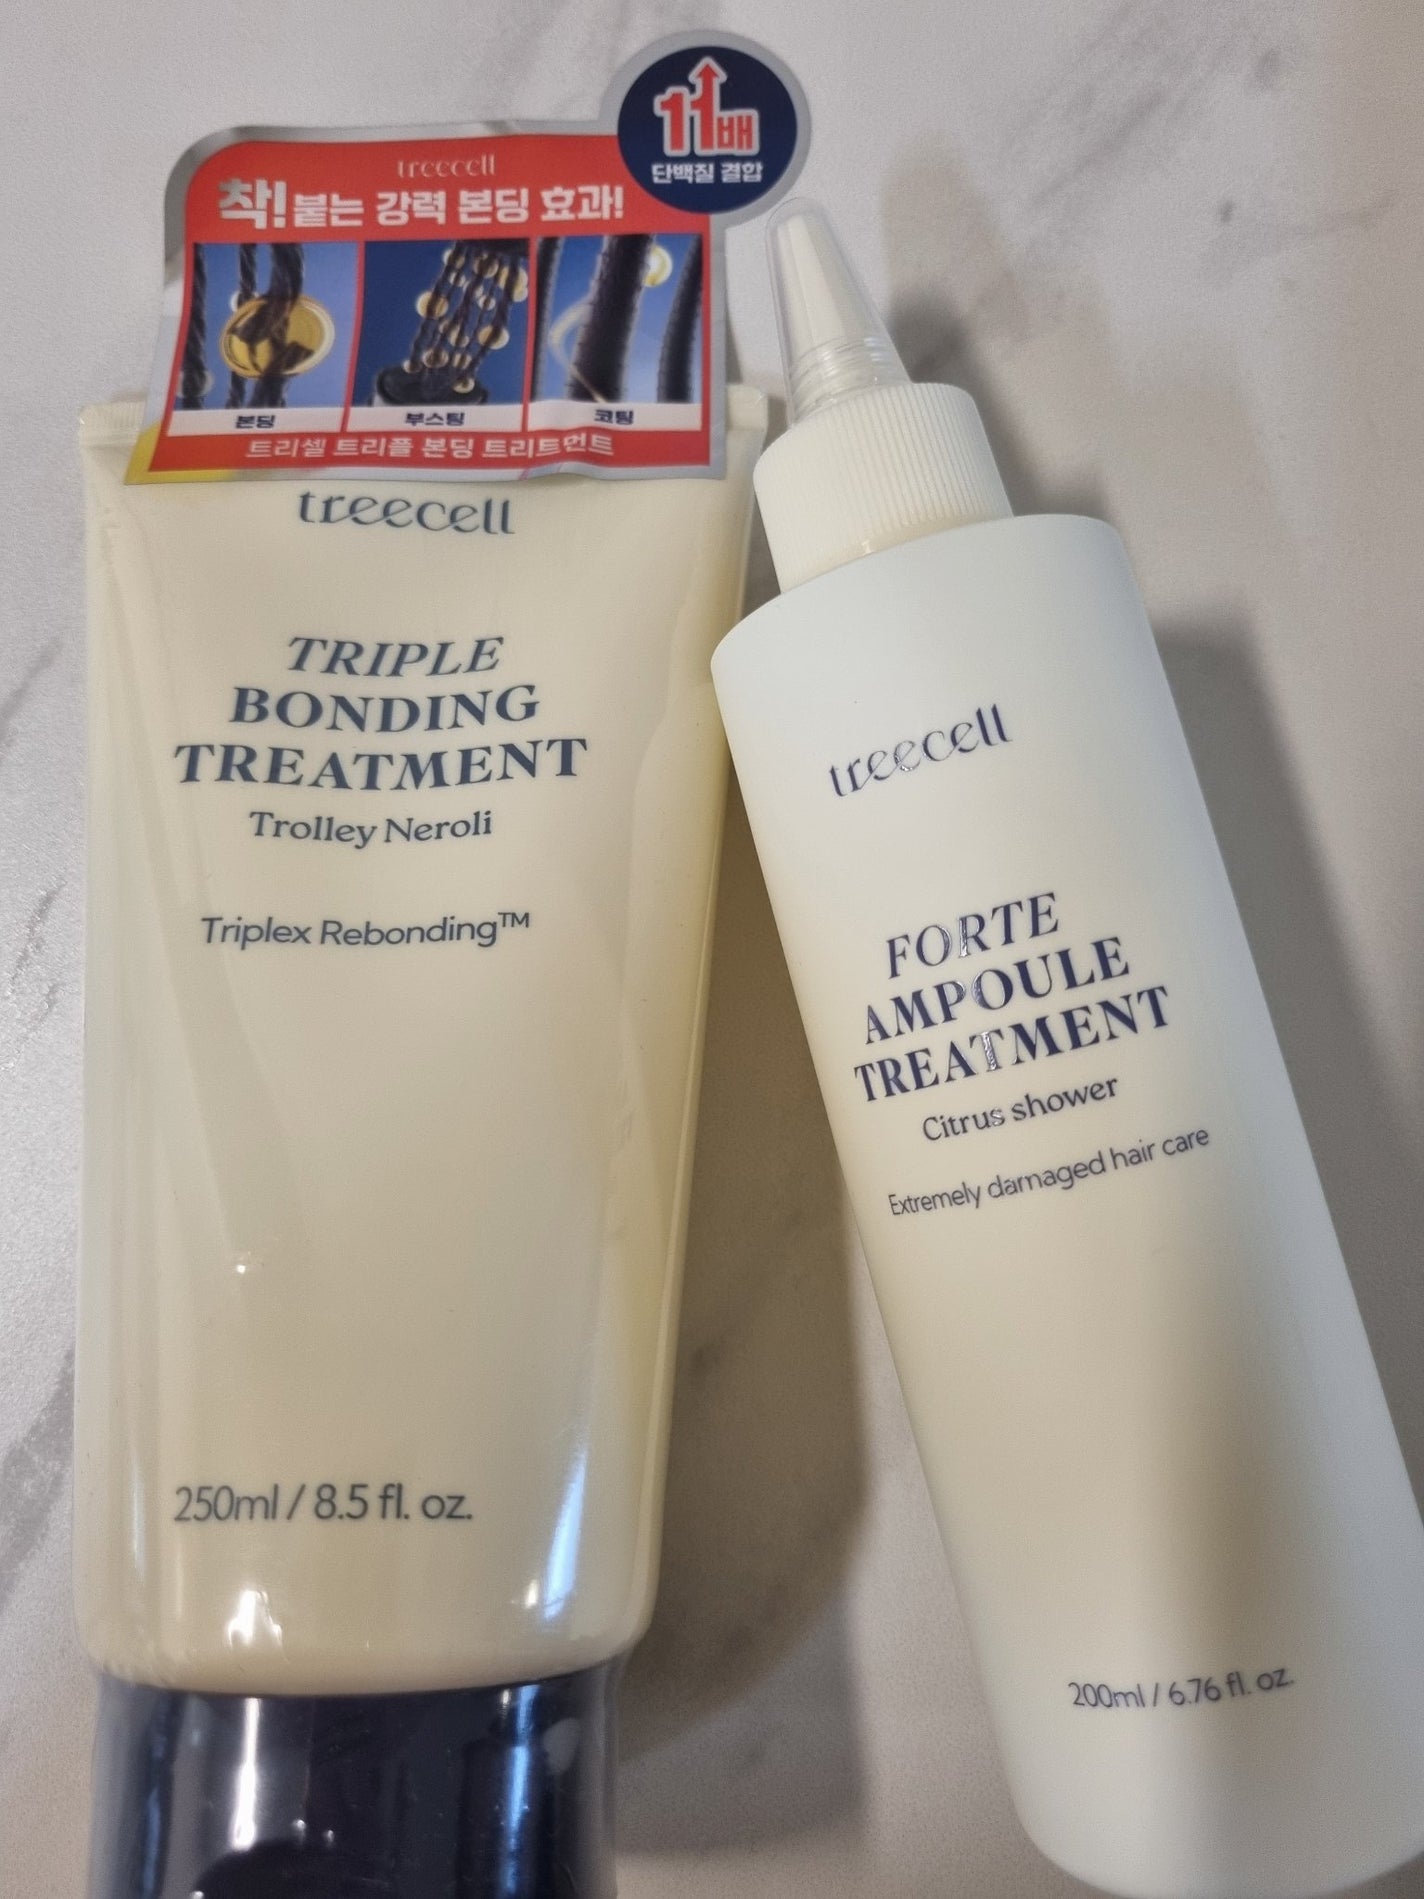 11배
단백질 결합
treecell
착! 붙는 강력 본딩 효과!
본딩 부스팅 코팅
트리셀 트리플 본딩 트리트먼트
treecell
TRIPLE
BONDING
TREATMENT
Trolley Neroli
Triplex Rebonding™
250ml / 8.5 fl. oz.
treecell
FORTE
AMPOULE
TREATMENT
Citrus shower
Extremely damaged hair care
200ml / 6.76 fl. oz.